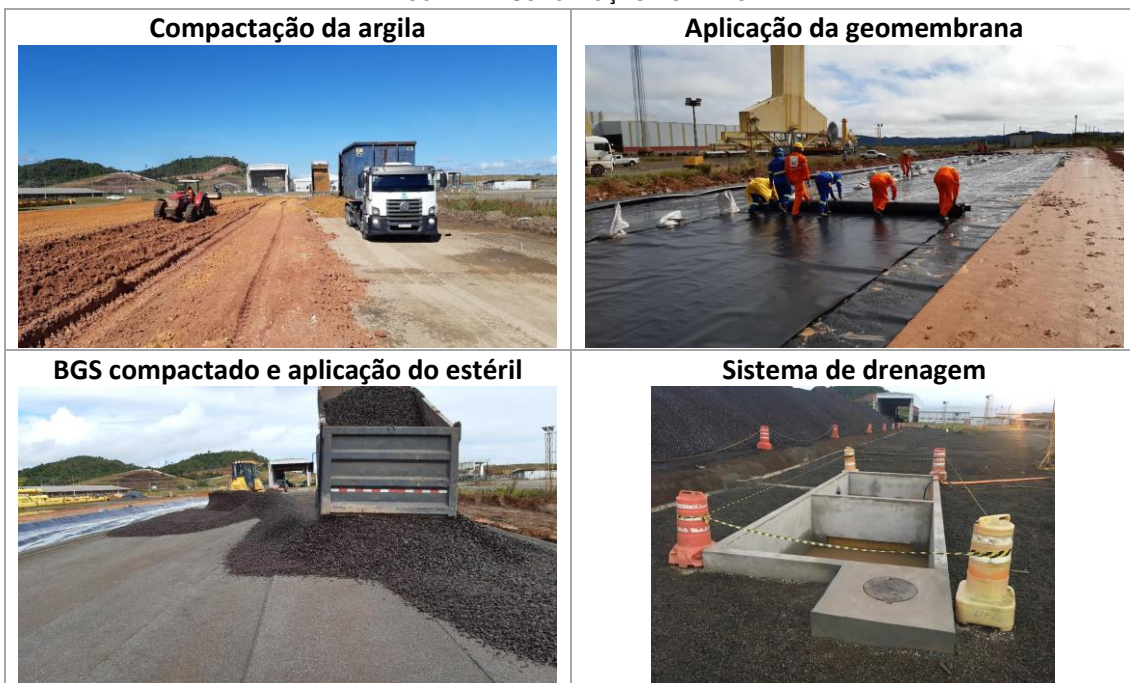 Compactação da argila
Aplicação da geomembrana
BGS compactado e aplicação do estéril
Sistema de drenagem